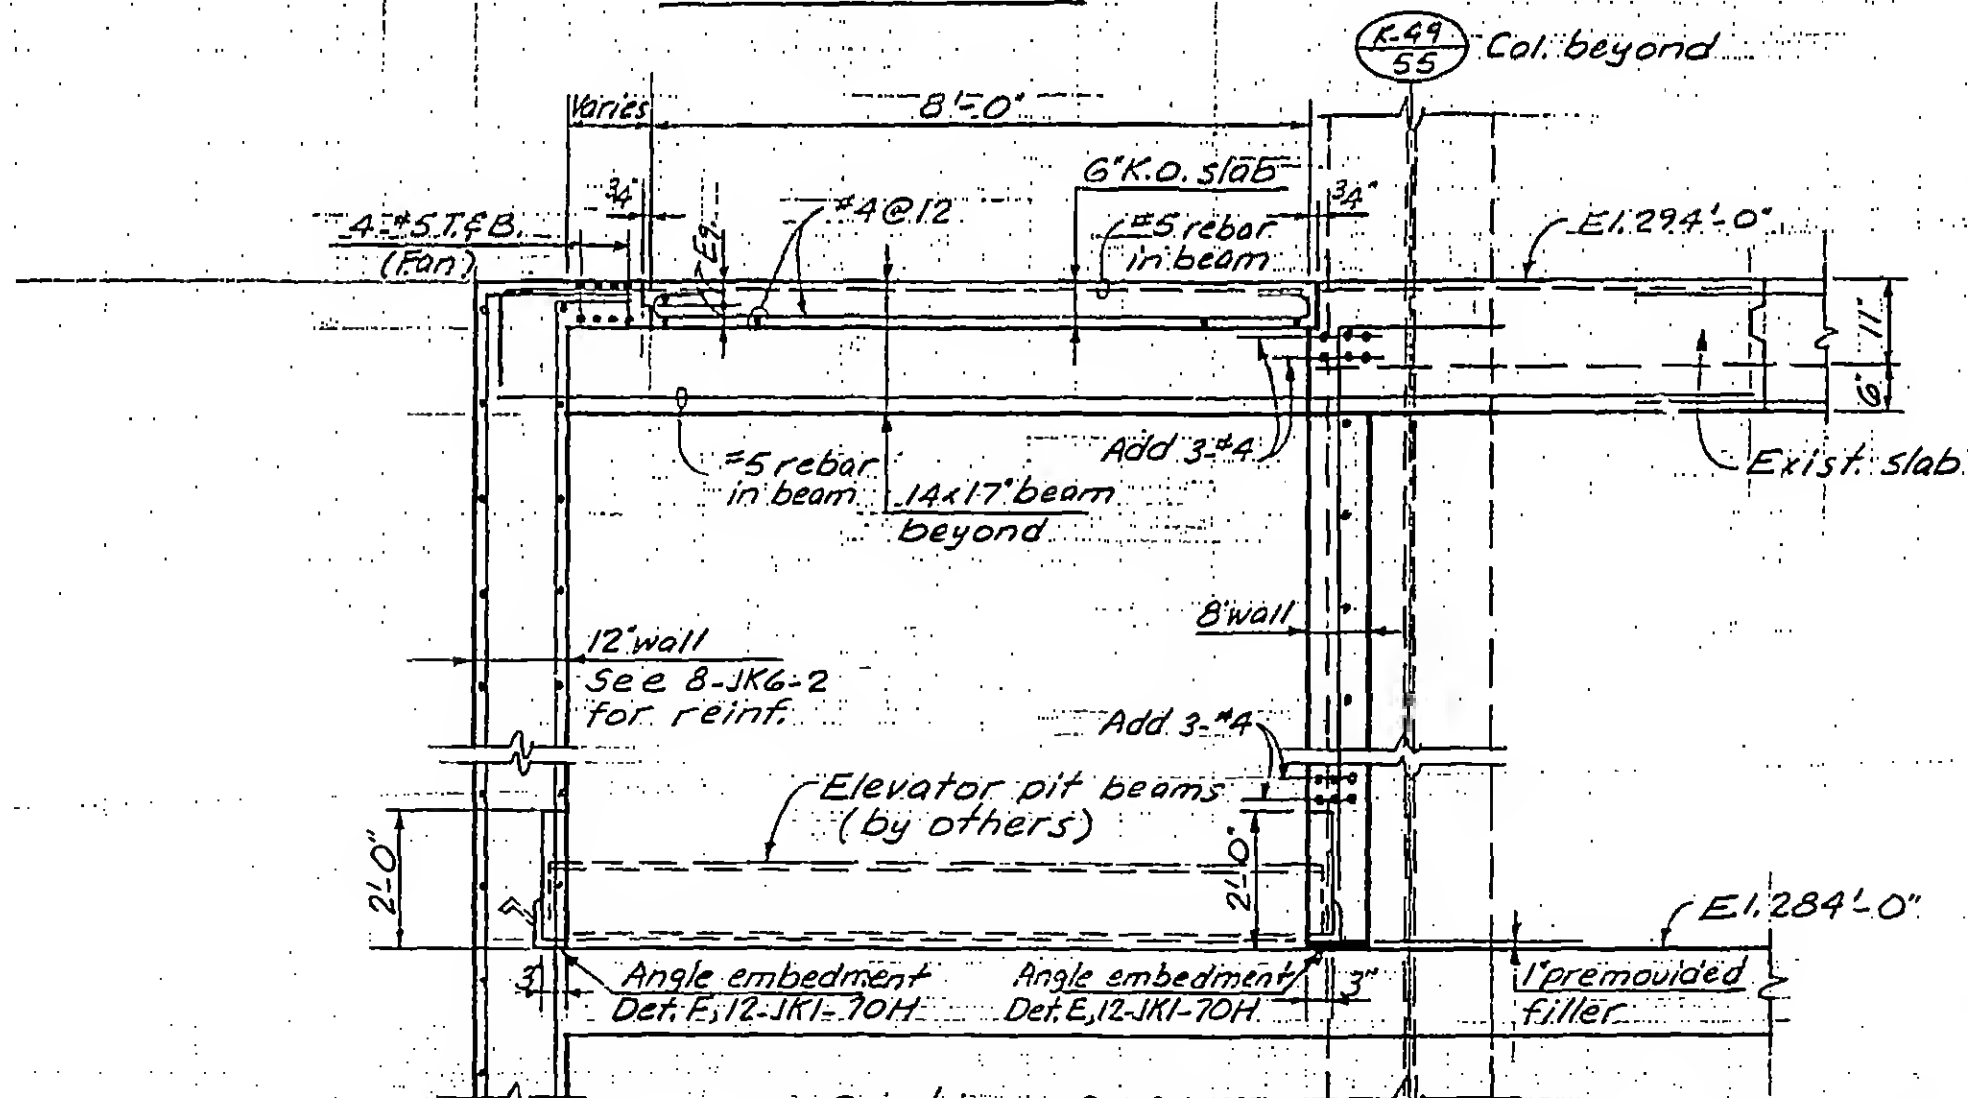 K-49
55
Col. beyond
Varies
8'-0"
6" K.O. slab
3/4"
3/4"
#4@12
El. 294'-0"
4-#5 T.&B.
(Fan)
Eq.
#5 rebar
in beam
11"
6"
Add 3-#4
Exist. slab
#5 rebar
in beam
14x17" beam
beyond
8" wall
12" wall
See 8-JK6-2
for reinf.
Add 3-#4
Elevator pit beams
(by others)
2'-0"
2'-0"
El. 284'-0"
3"
Angle embedment
Det. E, 12-JK1-70H
Angle embedment
Det. E, 12-JK1-70H
3"
1" premoulded
filler